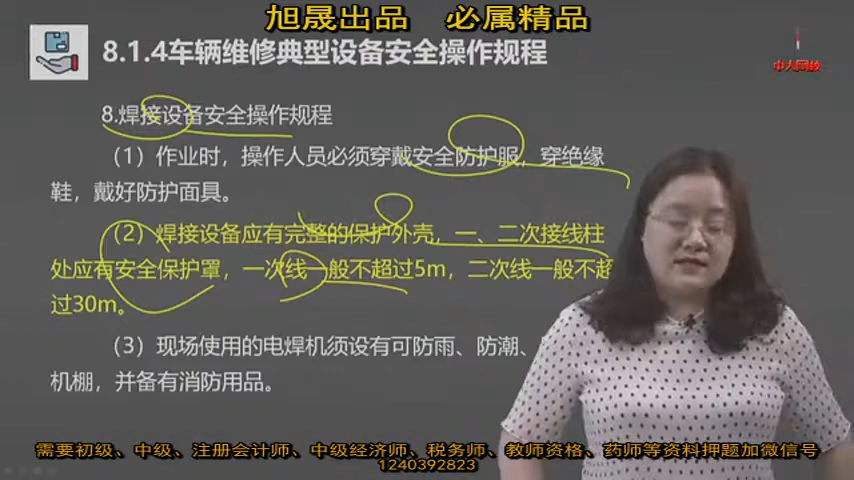 旭晟出品 必属精品
8.1.4车辆维修典型设备安全操作规程
中大网校
8.焊接设备安全操作规程
（1）作业时，操作人员必须穿戴安全防护服，穿绝缘
鞋，戴好防护面具。
（2）焊接设备应有完整的保护外壳，一、二次接线柱
处应有安全保护罩，一次线一般不超过5m，二次线一般不超
过30m。
（3）现场使用的电焊机须设有可防雨、防潮、
机棚，并备有消防用品。
需要初级、中级、注册会计师、中级经济师、税务师、教师资格、药师等资料押题加微信号
1240392823